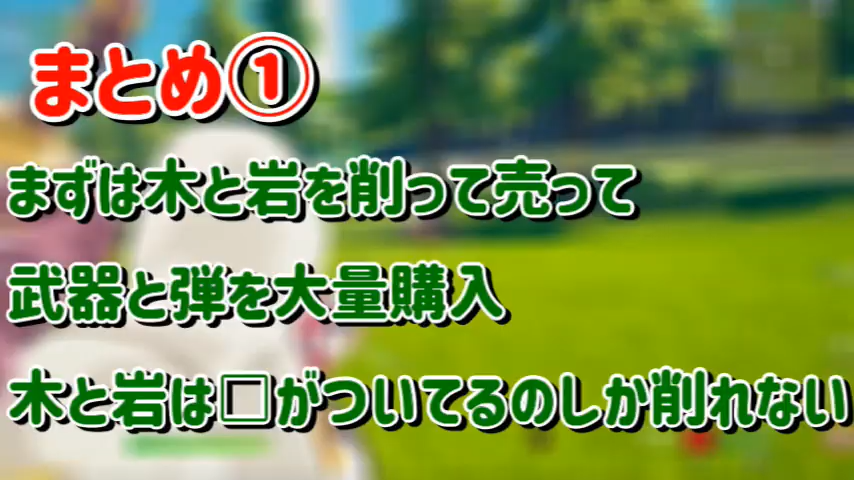 まとめ①
まずは木と岩を削って売って
武器と弾を大量購入
木と岩は□がついてるのしか削れない